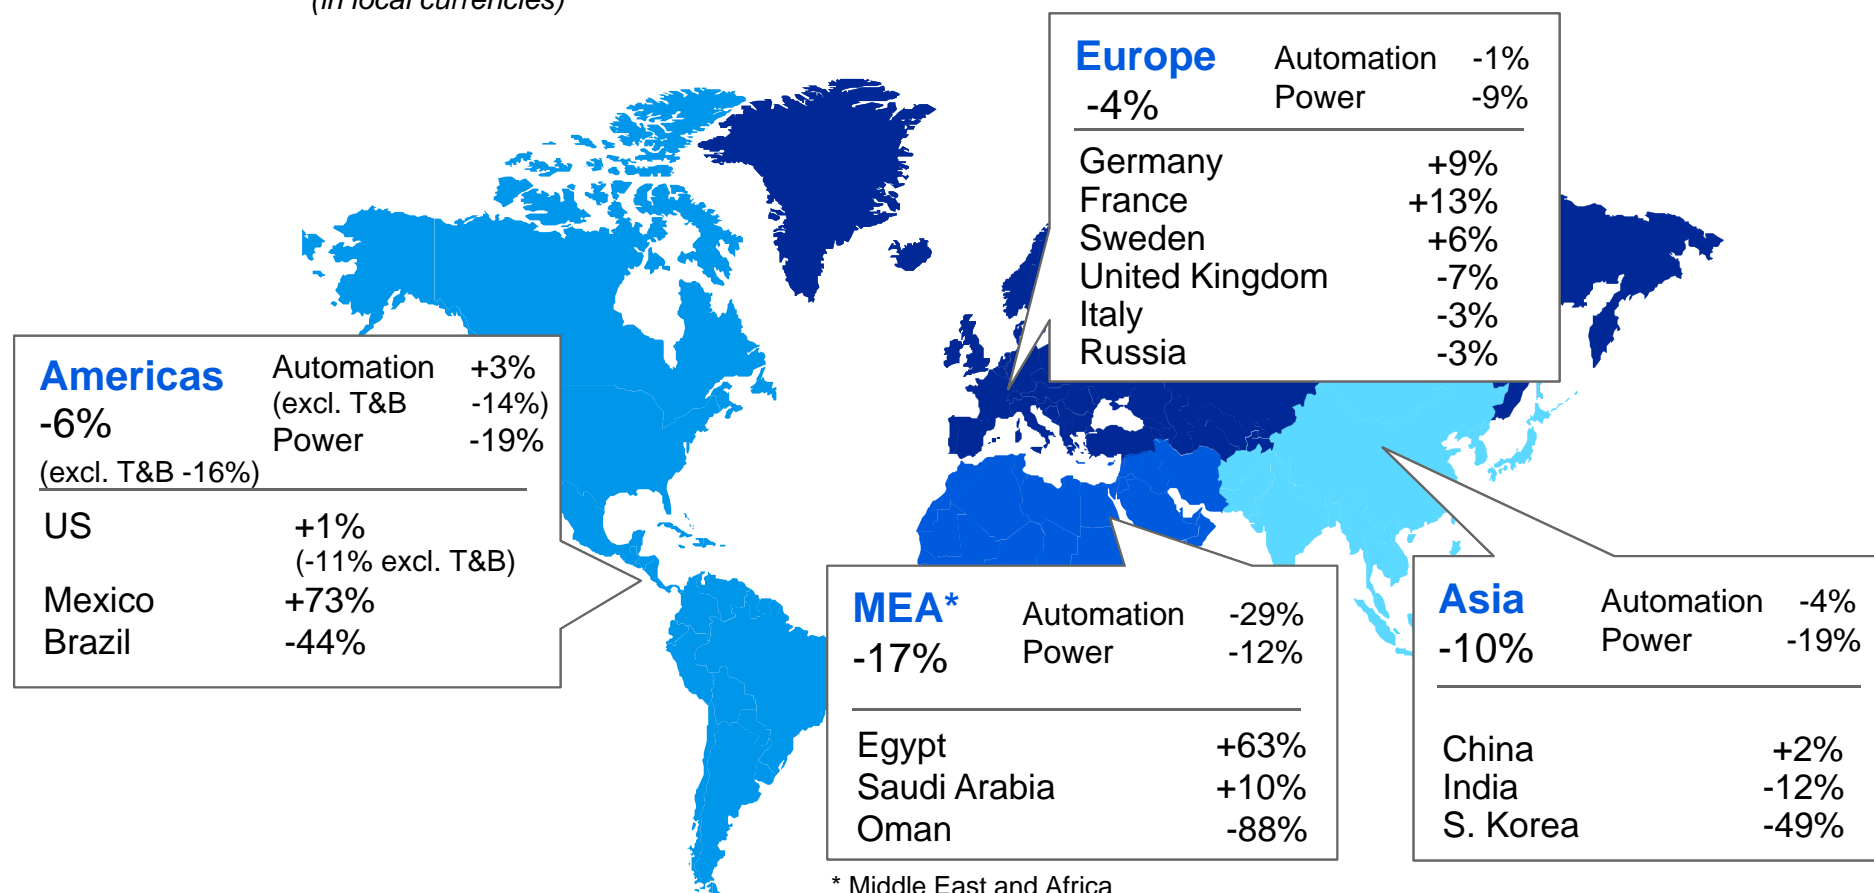 (in local currencies)
Europe Automation -1%
-4% Power -9%
Germany +9%
France +13%
Sweden +6%
United Kingdom -7%
Italy -3%
Russia -3%
Americas Automation +3%
-6% (excl. T&B -14%)
Power -19%
(excl. T&B -16%)
US +1%
(-11% excl. T&B)
Mexico +73%
Brazil -44%
MEA* Automation -29%
-17% Power -12%
Egypt +63%
Saudi Arabia +10%
Oman -88%
* Middle East and Africa
Asia Automation -4%
-10% Power -19%
China +2%
India -12%
S. Korea -49%